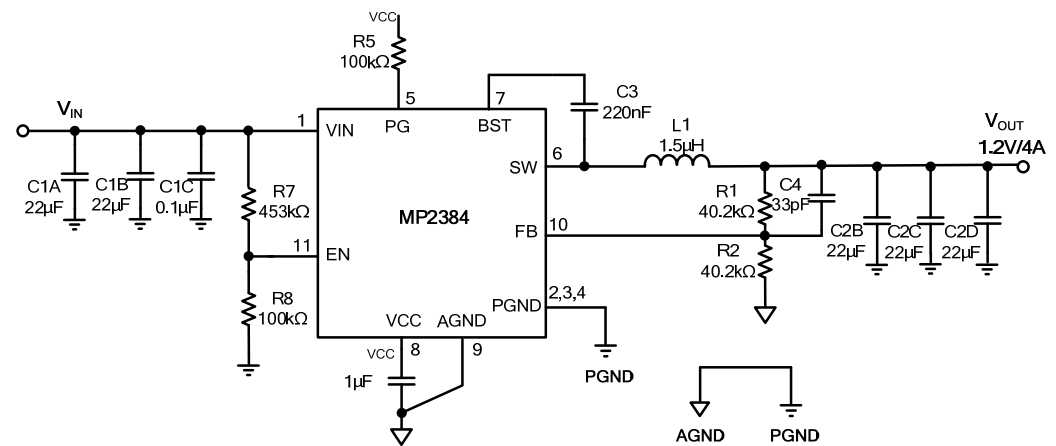 VCC
R5
100kΩ
5
7
C3
220nF
VIN
1
VIN
PG
BST
L1
1.5µH
VOUT
1.2V/4A
6
SW
C1A
22µF
C1B
22µF
C1C
0.1µF
R7
453kΩ
MP2384
R1
40.2kΩ
C4
33pF
FB
10
C2B
22µF
C2C
22µF
C2D
22µF
11
EN
R2
40.2kΩ
R8
100kΩ
PGND
2,3,4
VCC
AGND
VCC
8
9
1µF
PGND
AGND
PGND